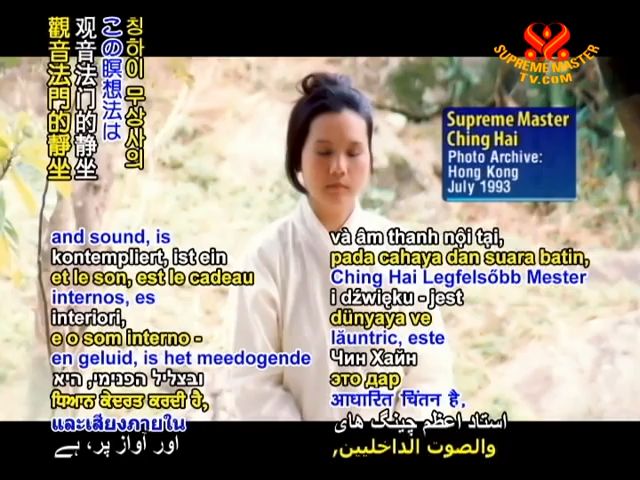 觀音法門的靜坐
观音法门的静坐
この瞑想法は
칭하이 무상사의
SUPREME MASTER
TV.COM
Supreme Master
Ching Hai
Photo Archive:
Hong Kong
July 1993
and sound, is
kontempliert, ist ein
et le son, est le cadeau
internos, es
interiori,
e o som interno -
en geluid, is het meedogende
ובצליל הפנימי, היא
ਧਿਆਨ ਕੇਂਦਰਤ ਕਰਦੀ ਹੈ,
และเสียงภายใน
اور آواز پر، ہے
và âm thanh nội tại,
pada cahaya dan suara batin,
Ching Hai Legfelsőbb Mester
i dźwięku - jest
dünyaya ve
lăuntric, este
Чин Хайн
это дар
आधारित चिंतन है,
استاد اعظم چینگ های
والصوت الداخليين,